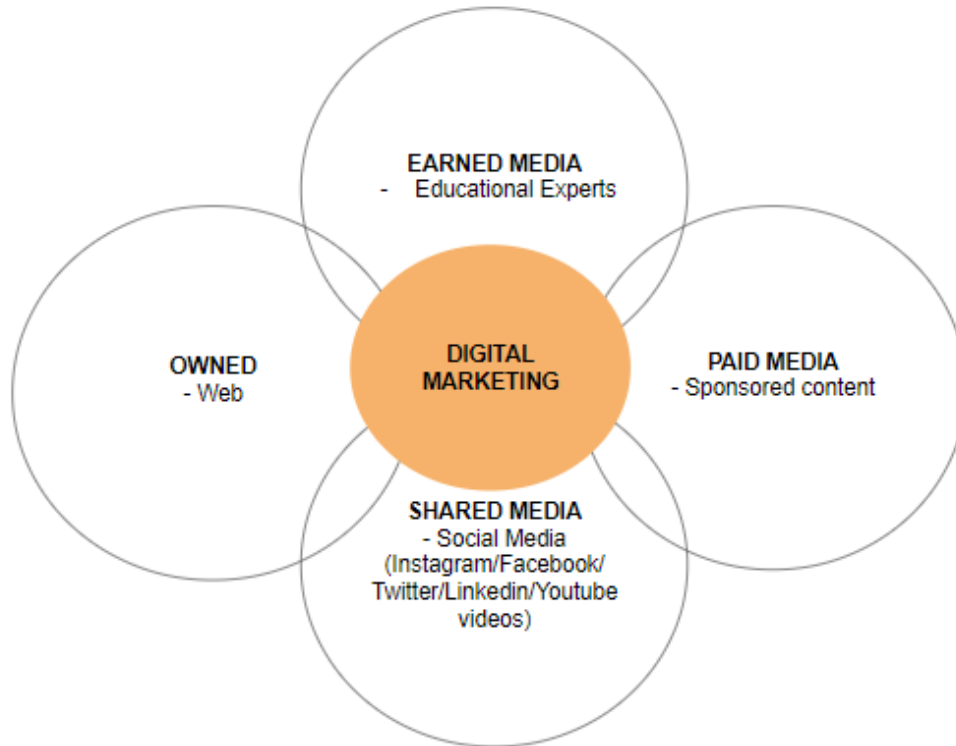 EARNED MEDIA
- Educational Experts
OWNED
- Web
DIGITAL
MARKETING
PAID MEDIA
- Sponsored content
SHARED MEDIA
- Social Media
(Instagram/Facebook/
Twitter/Linkedin/Youtube
videos)